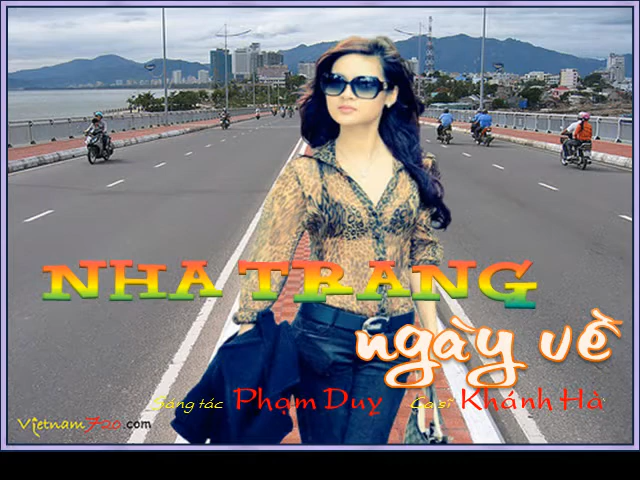 NHA TRANG
ngày về
Sáng tác Phạm Duy Ca sĩ Khánh Hà
Vietnam720.com